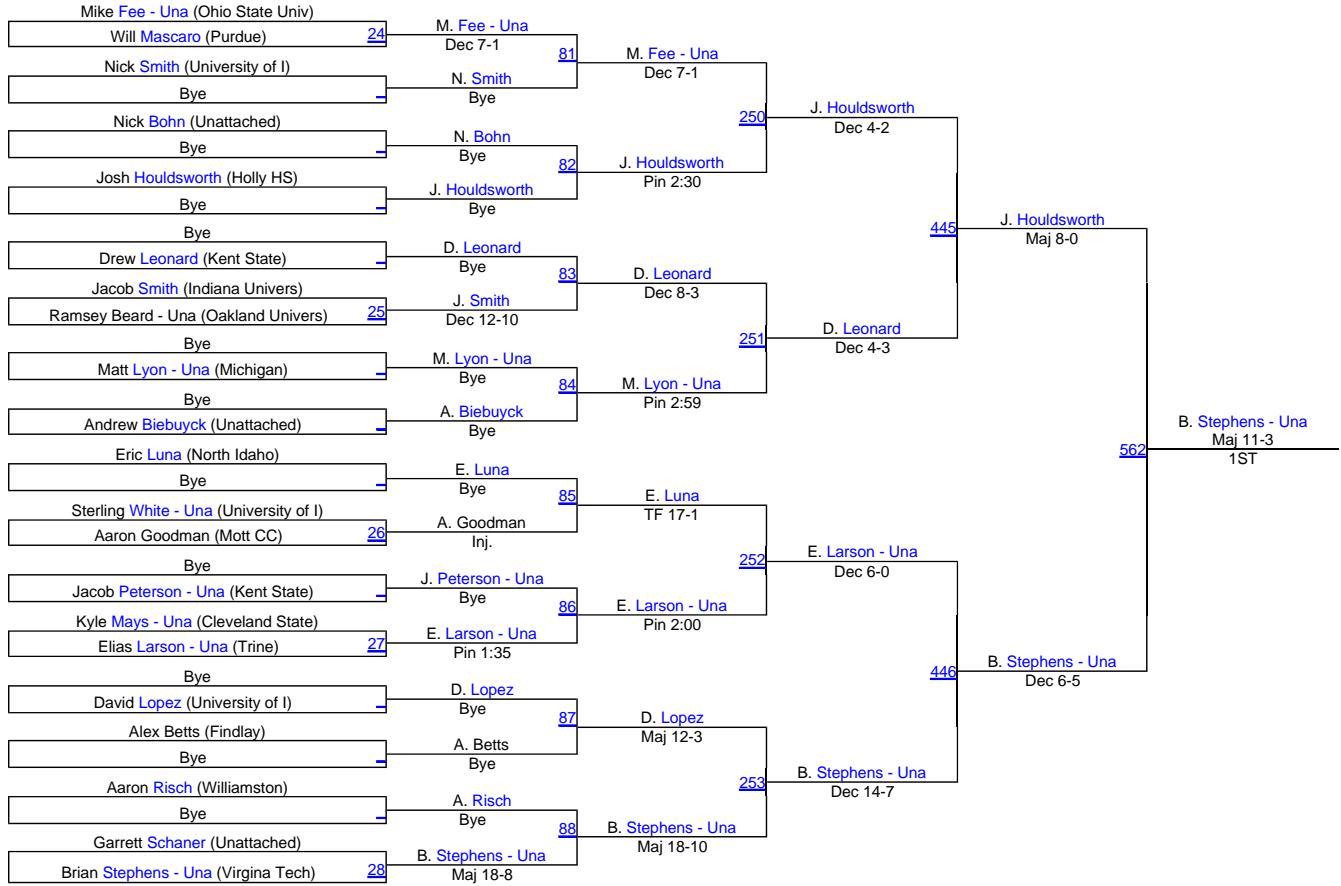 Mike Fee - Una (Ohio State Univ)
Will Mascaro (Purdue)
24
Nick Smith (University of I)
Bye
Nick Bohn (Unattached)
Bye
Josh Houldsworth (Holly HS)
Bye
Bye
Drew Leonard (Kent State)
Jacob Smith (Indiana Univers)
Ramsey Beard - Una (Oakland Univers)
25
Bye
Matt Lyon - Una (Michigan)
Bye
Andrew Biebuyck (Unattached)
Eric Luna (North Idaho)
Bye
Sterling White - Una (University of I)
Aaron Goodman (Mott CC)
26
Bye
Jacob Peterson - Una (Kent State)
Kyle Mays - Una (Cleveland State)
Elias Larson - Una (Trine)
27
Bye
David Lopez (University of I)
Alex Betts (Findlay)
Bye
Aaron Risch (Williamston)
Bye
Garrett Schaner (Unattached)
Brian Stephens - Una (Virgina Tech)
28
M. Fee - Una
Dec 7-1
81
N. Smith
Bye
N. Bohn
Bye
82
J. Houldsworth
Bye
D. Leonard
Bye
83
J. Smith
Dec 12-10
M. Lyon - Una
Bye
84
A. Biebuyck
Bye
E. Luna
Bye
85
A. Goodman
Inj.
J. Peterson - Una
Bye
86
E. Larson - Una
Pin 1:35
D. Lopez
Bye
87
A. Betts
Bye
A. Risch
Bye
88
B. Stephens - Una
Maj 18-8
M. Fee - Una
Dec 7-1
250
J. Houldsworth
Pin 2:30
D. Leonard
Dec 8-3
251
M. Lyon - Una
Pin 2:59
E. Luna
TF 17-1
252
E. Larson - Una
Pin 2:00
D. Lopez
Maj 12-3
253
B. Stephens - Una
Maj 18-10
J. Houldsworth
Dec 4-2
445
D. Leonard
Dec 4-3
E. Larson - Una
Dec 6-0
446
B. Stephens - Una
Dec 14-7
J. Houldsworth
Maj 8-0
562
B. Stephens - Una
Dec 6-5
B. Stephens - Una
Maj 11-3
1ST